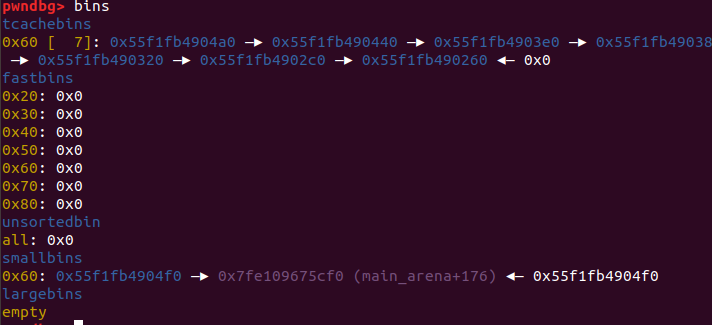 pwndbg> bins
tcachebins
0x60 [  7]: 0x55f1fb4904a0 —▸ 0x55f1fb490440 —▸ 0x55f1fb4903e0 —▸ 0x55f1fb49038
 —▸ 0x55f1fb490320 —▸ 0x55f1fb4902c0 —▸ 0x55f1fb490260 ◂— 0x0
fastbins
0x20: 0x0
0x30: 0x0
0x40: 0x0
0x50: 0x0
0x60: 0x0
0x70: 0x0
0x80: 0x0
unsortedbin
all: 0x0
smallbins
0x60: 0x55f1fb4904f0 —▸ 0x7fe109675cf0 (main_arena+176) ◂— 0x55f1fb4904f0
largebins
empty